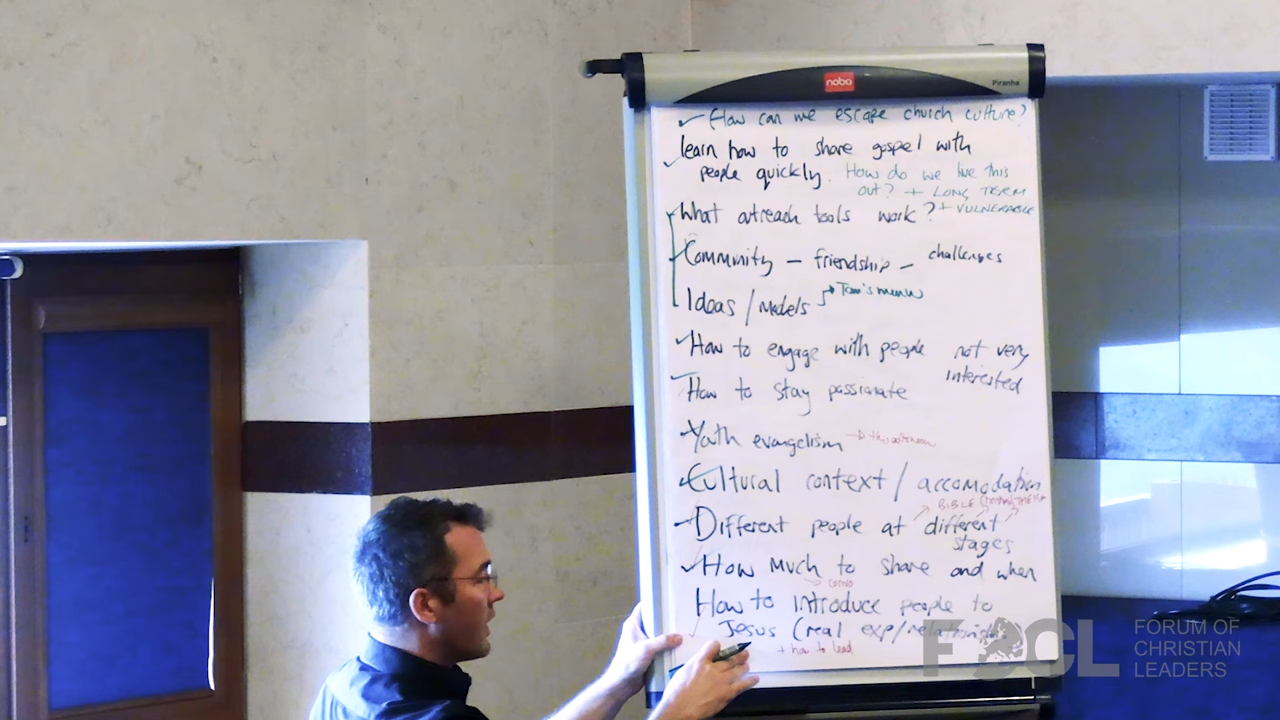 nobo
Piranha
How can we escape church culture?
learn how to share gospel with
people quickly. How do we live this
out? + LONG TERM
What outreach tools work? + VULNERABLE
Community - friendship - challenges
Ideas / Models
How to engage with people not very
interested
How to stay passionate
Youth evangelism
Cultural context / accomodation
BIBLE
Different people at different
stages
How Much to share and when
How to introduce people to
Jesus (real exp/relationship)
+ how to lead
FOCL
FORUM OF
CHRISTIAN
LEADERS